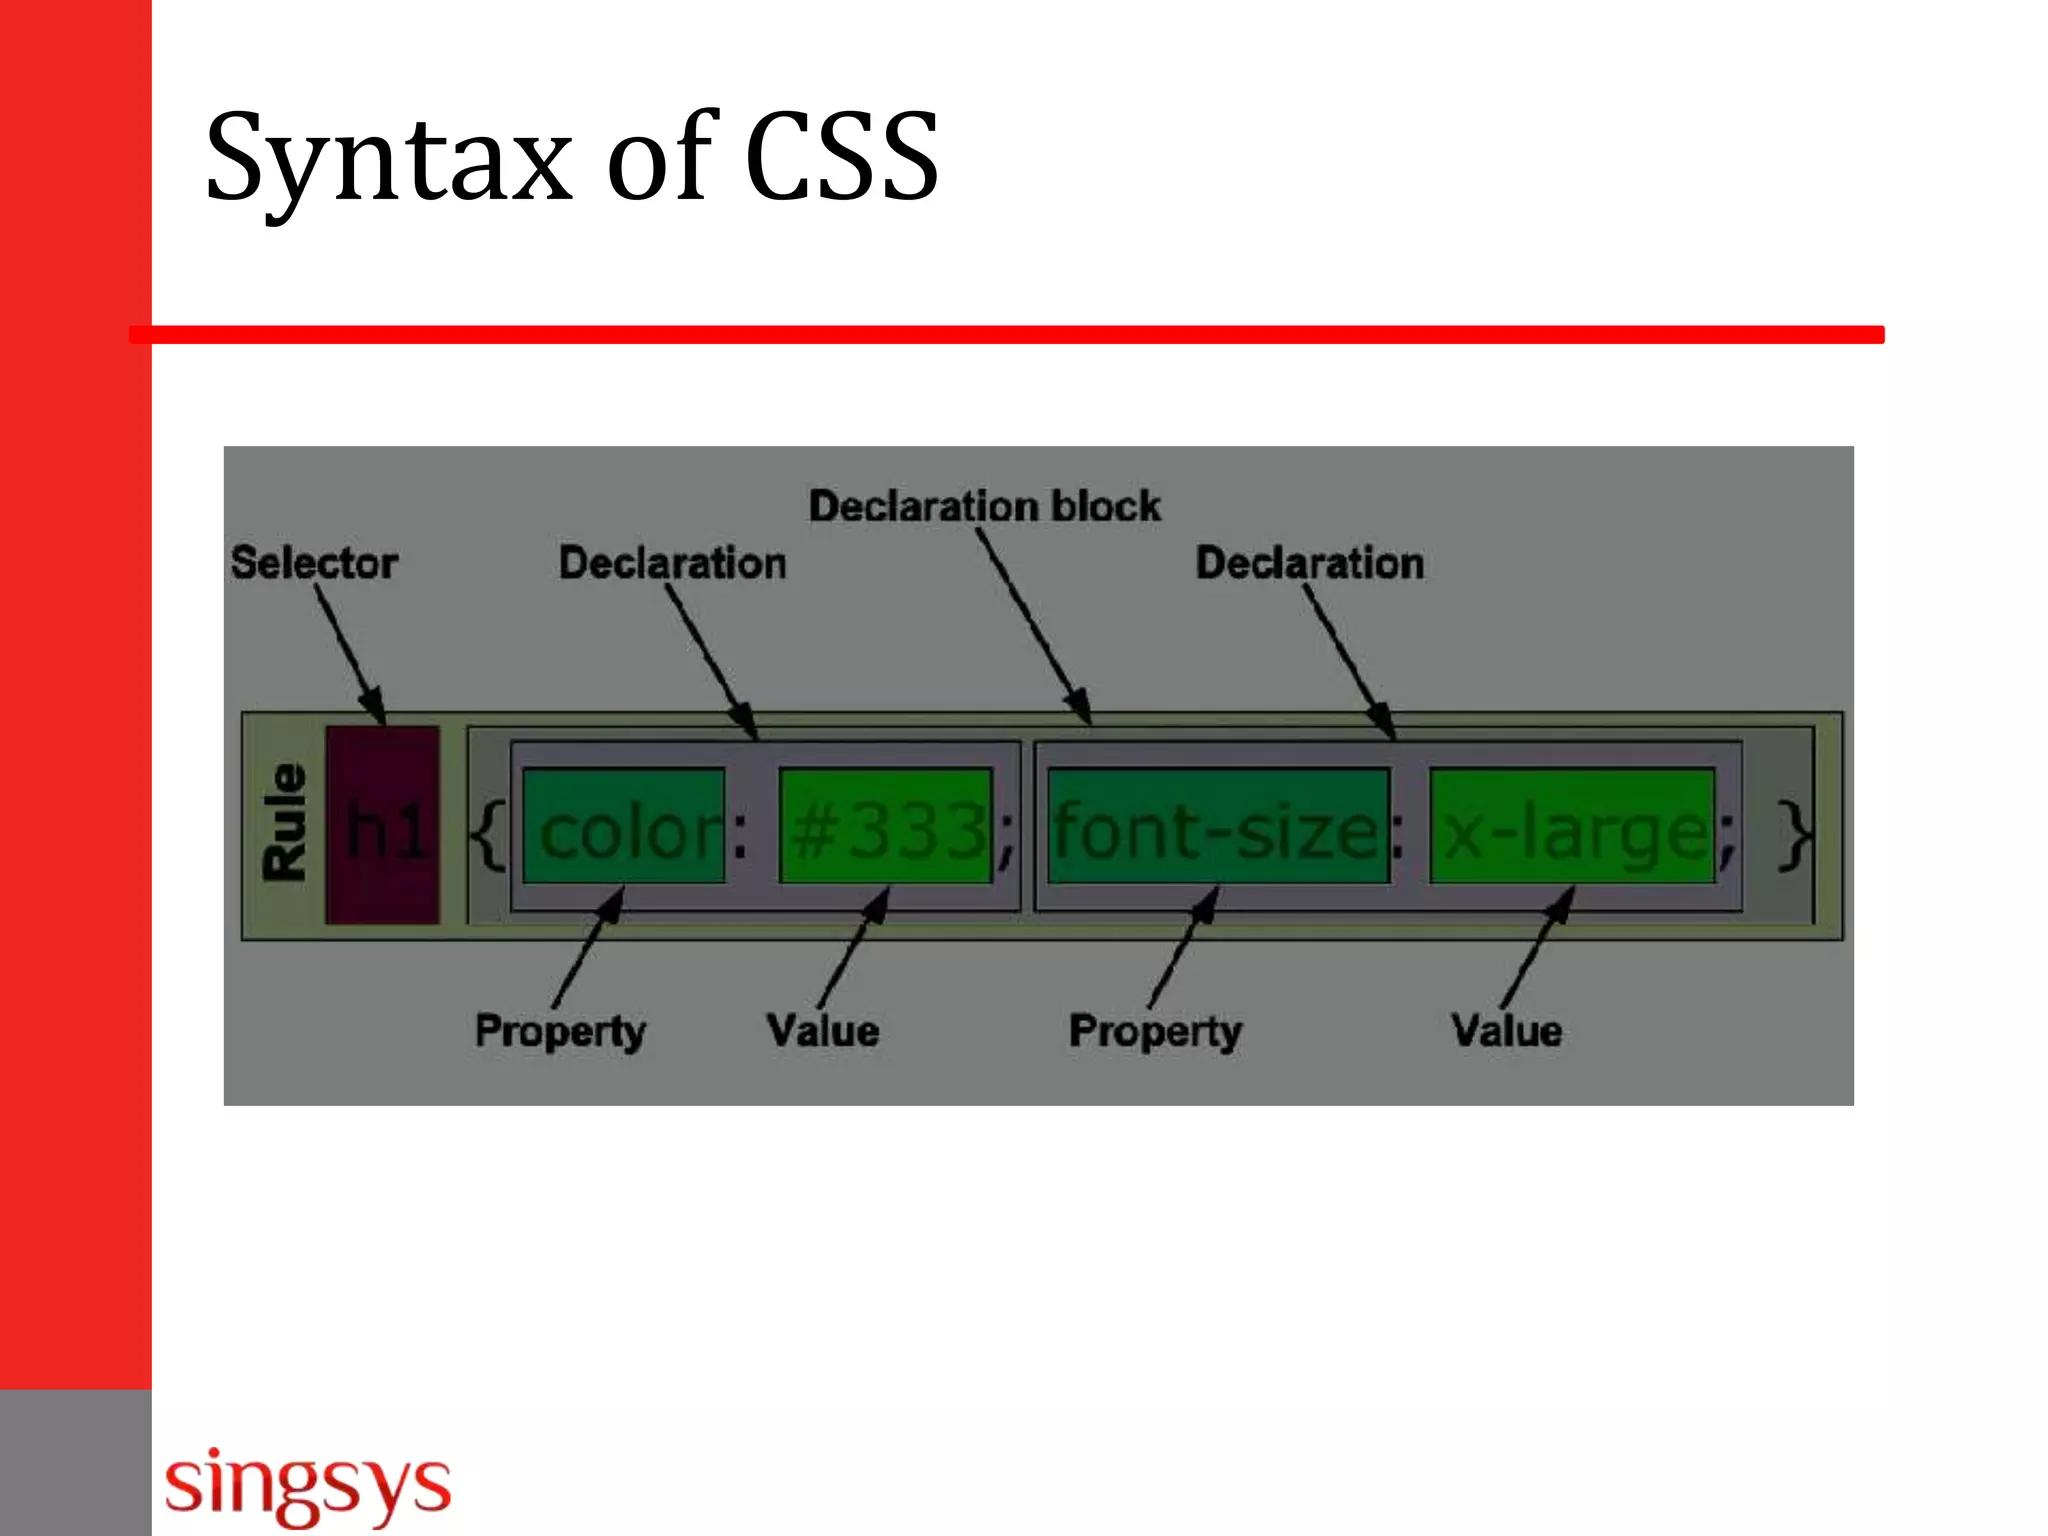 Syntax of CSS
Declaration block
Selector Declaration Declaration
Rule h1 { color: #333; font-size: x-large; }
Property Value Property Value
singsys